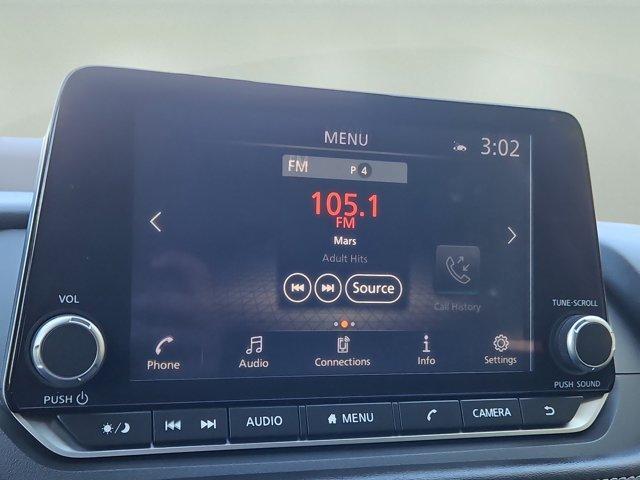 MENU
3:02
FM
P 4
105.1
FM
Mars
Adult Hits
Source
Call History
Phone
Audio
Connections
Info
Settings
VOL
PUSH
TUNE·SCROLL
PUSH SOUND
AUDIO
MENU
CAMERA